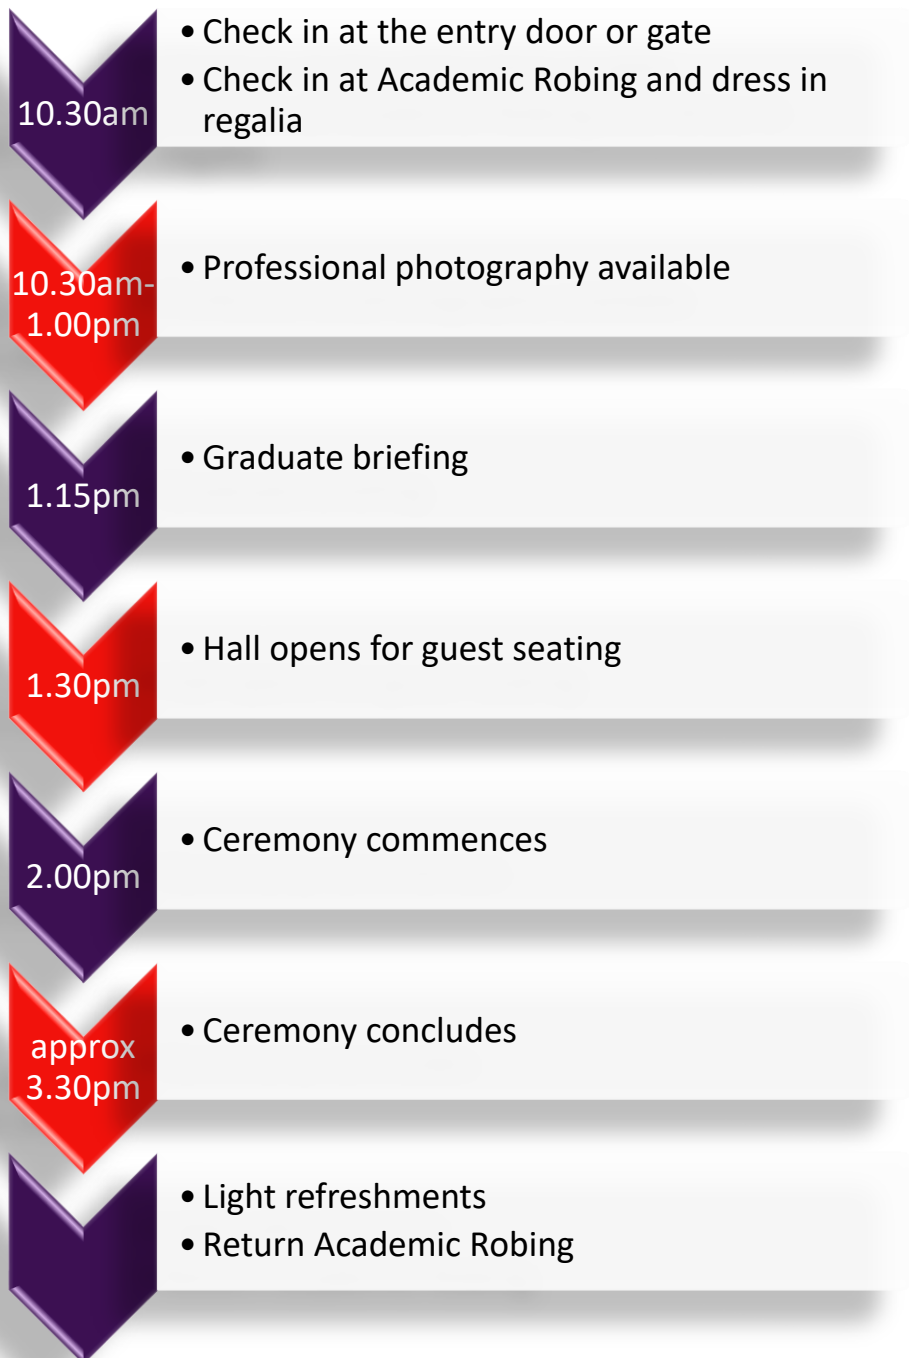 10.30am
• Check in at the entry door or gate
• Check in at Academic Robing and dress in
regalia
10.30am-
1.00pm
• Professional photography available
1.15pm
• Graduate briefing
1.30pm
• Hall opens for guest seating
2.00pm
• Ceremony commences
approx
3.30pm
• Ceremony concludes
• Light refreshments
• Return Academic Robing